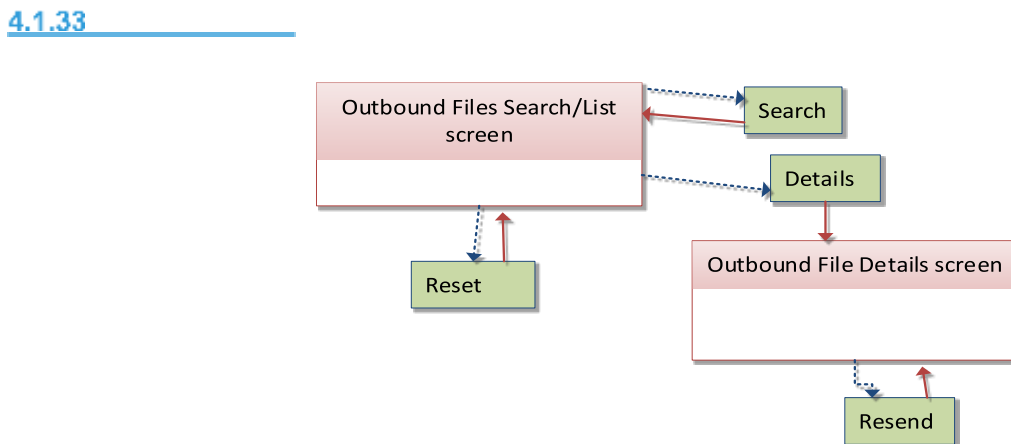 4.1.33
Outbound Files Search/List
screen
Search
Details
Reset
Outbound File Details screen
Resend